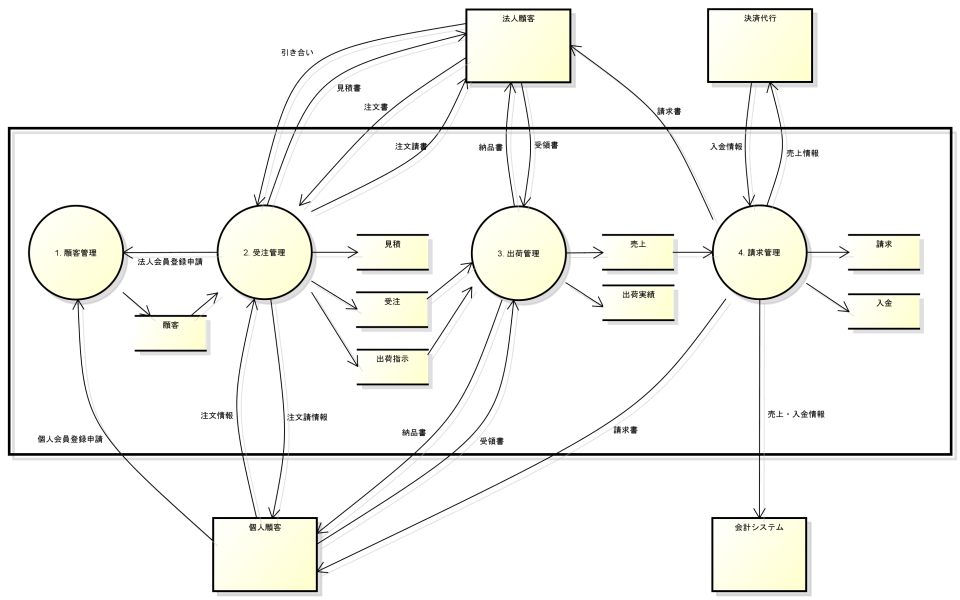 法人顧客
決済代行
引き合い
見積書
注文書
注文請書
納品書
受領書
請求書
入金情報
売上情報
1. 顧客管理
法人会員登録申請
2. 受注管理
見積
3. 出荷管理
売上
4. 請求管理
請求
顧客
受注
出荷実績
入金
出荷指示
個人会員登録申請
注文情報
注文請情報
納品書
受領書
請求書
売上・入金情報
個人顧客
会計システム